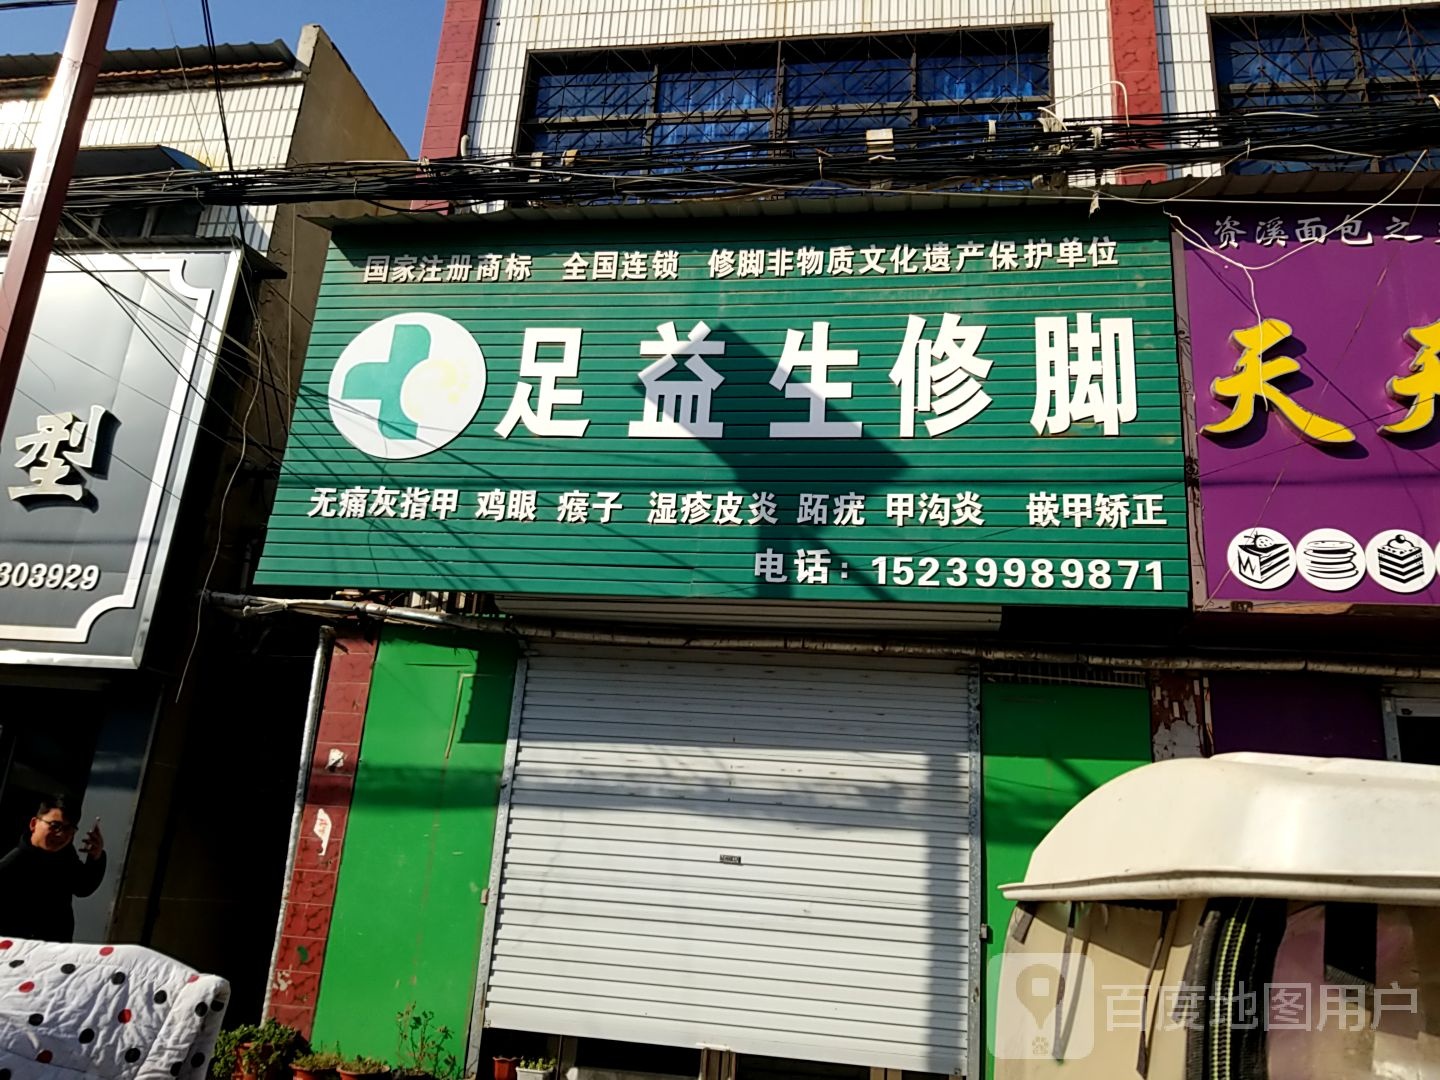 国家注册商标 全国连锁 修脚非物质文化遗产保护单位
足益生修脚
无痛灰指甲 鸡眼 瘊子 湿疹皮炎 跖疣 甲沟炎 嵌甲矫正
电话：15239989871
型
303929
资溪面包之
天
百度地图用户